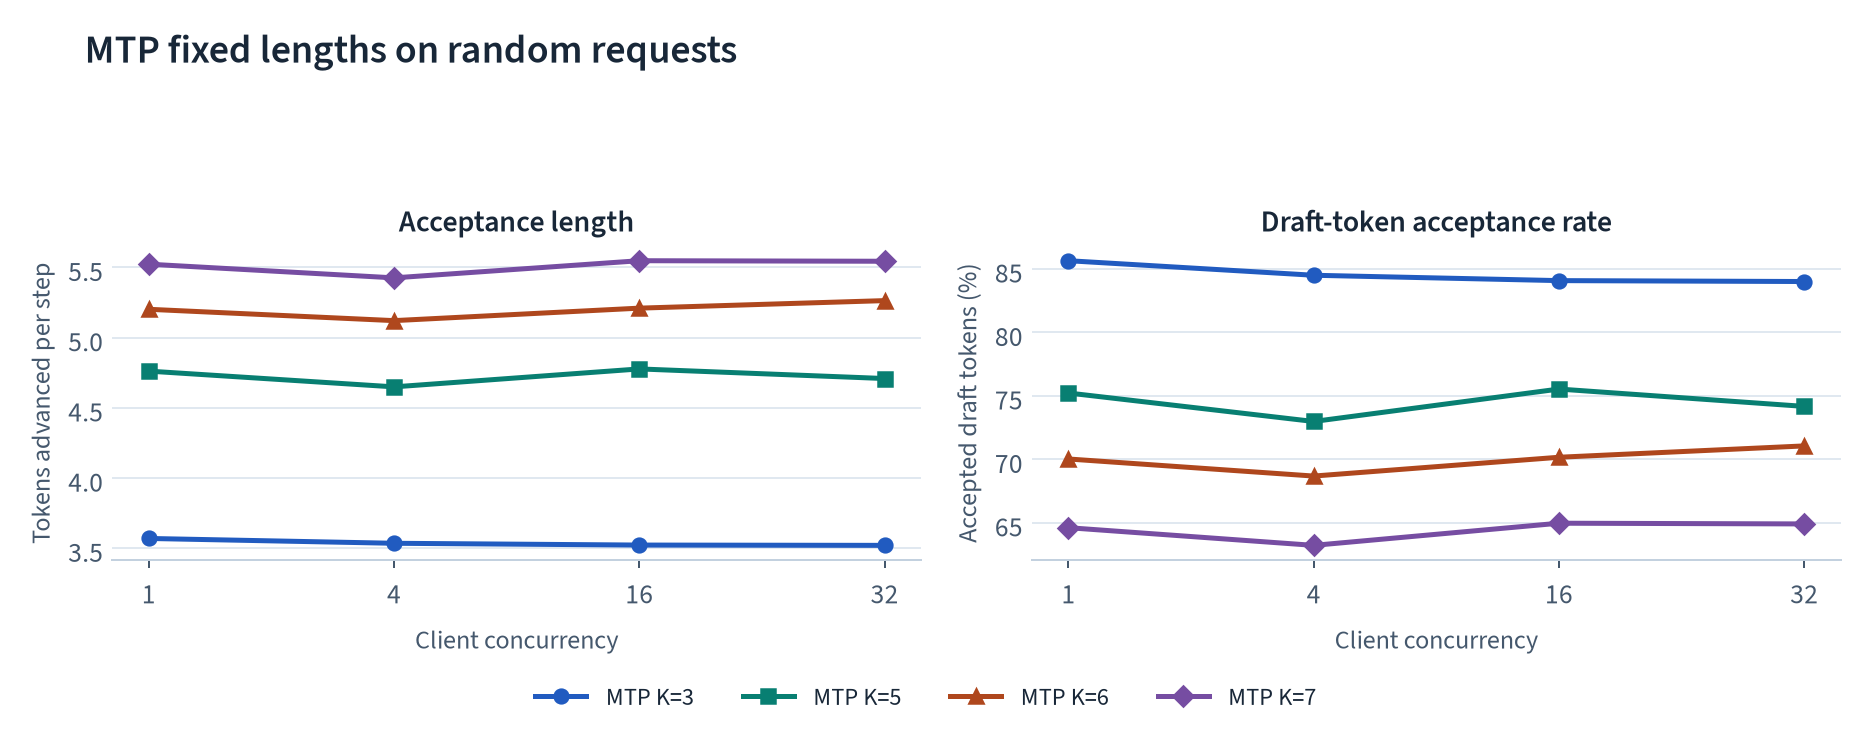 MTP fixed lengths on random requests
Acceptance length
Tokens advanced per step
5.5
5.0
4.5
4.0
3.5
1 4 16 32
Client concurrency
Draft-token acceptance rate
Accepted draft tokens (%)
85
80
75
70
65
1 4 16 32
Client concurrency
MTP K=3 MTP K=5 MTP K=6 MTP K=7